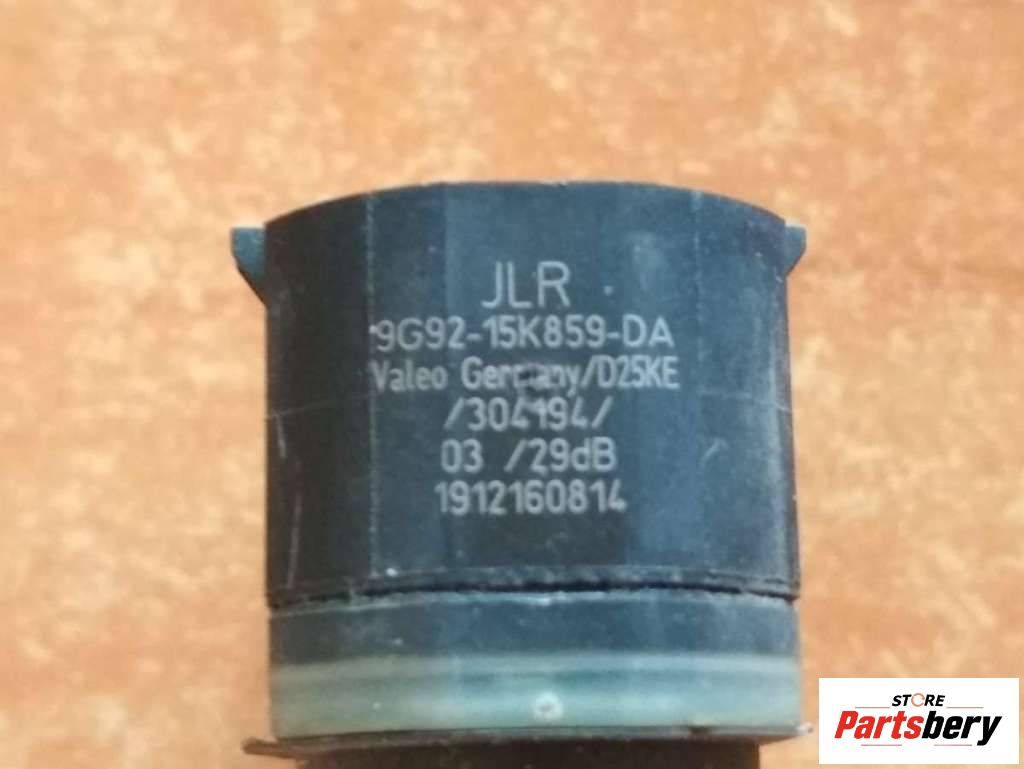 JLR
9G92-15K859-DA
Valeo Germany/D25KE
/304194/
03 /29dB
1912160814
STORE
Partsbery